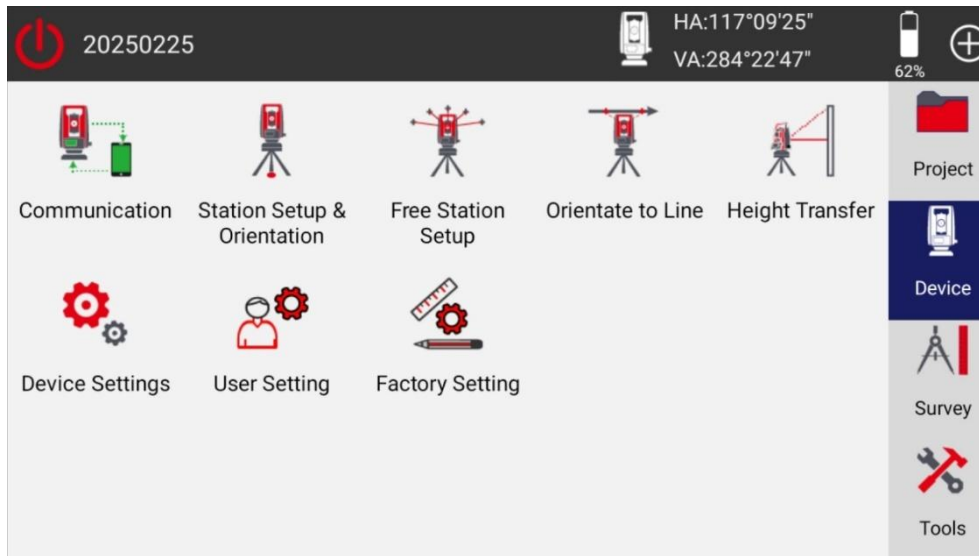 20250225
HA:117°09'25"
VA:284°22'47"
62%
Communication
Station Setup &
Orientation
Free Station
Setup
Orientate to Line
Height Transfer
Device Settings
User Setting
Factory Setting
Project
Device
Survey
Tools